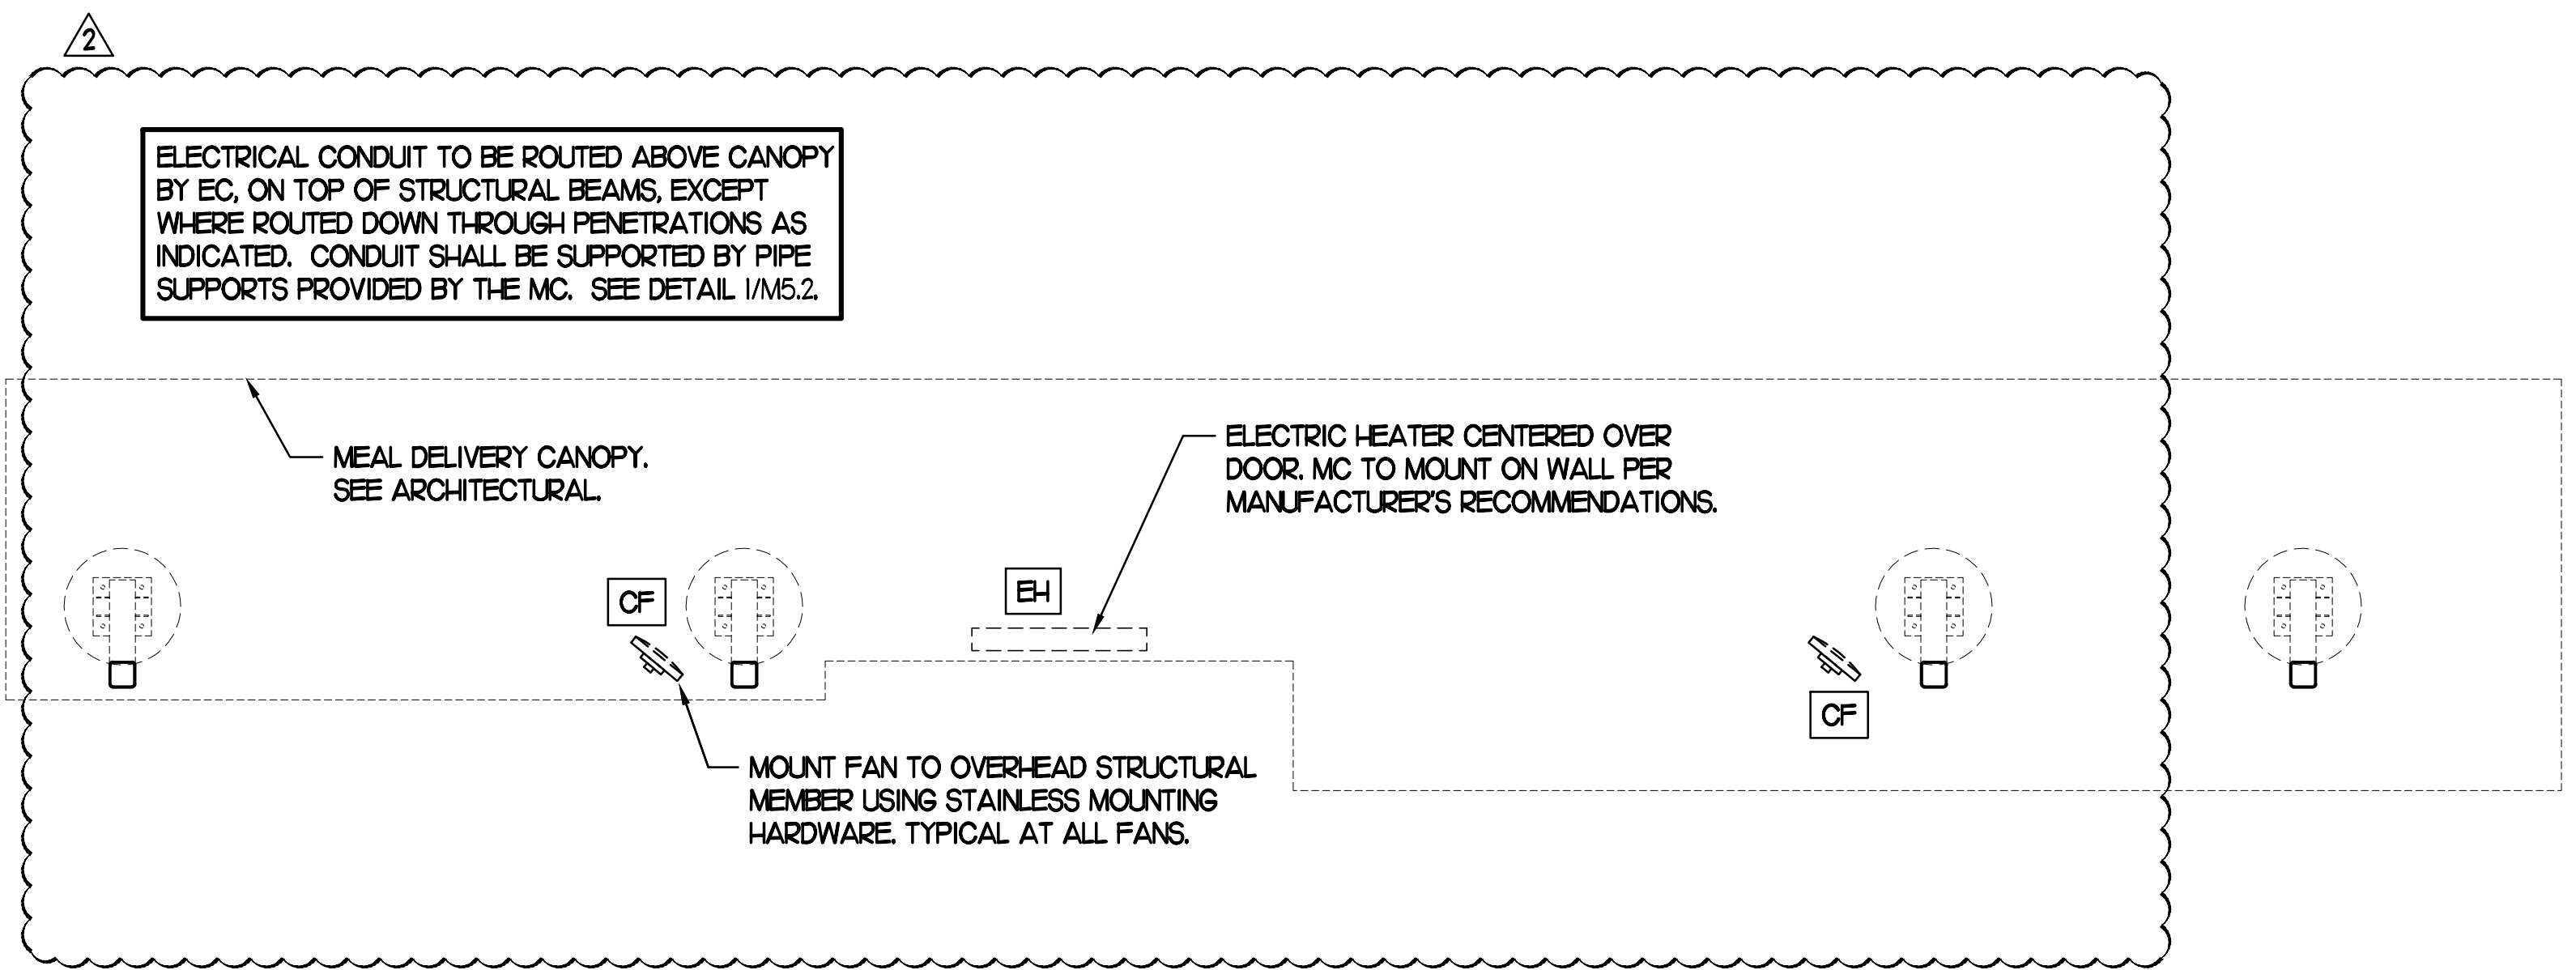 2
ELECTRICAL CONDUIT TO BE ROUTED ABOVE CANOPY
BY EC, ON TOP OF STRUCTURAL BEAMS, EXCEPT
WHERE ROUTED DOWN THROUGH PENETRATIONS AS
INDICATED. CONDUIT SHALL BE SUPPORTED BY PIPE
SUPPORTS PROVIDED BY THE MC. SEE DETAIL 1/M5.2.
MEAL DELIVERY CANOPY.
SEE ARCHITECTURAL.
ELECTRIC HEATER CENTERED OVER
DOOR. MC TO MOUNT ON WALL PER
MANUFACTURER'S RECOMMENDATIONS.
CF
EH
CF
MOUNT FAN TO OVERHEAD STRUCTURAL
MEMBER USING STAINLESS MOUNTING
HARDWARE. TYPICAL AT ALL FANS.